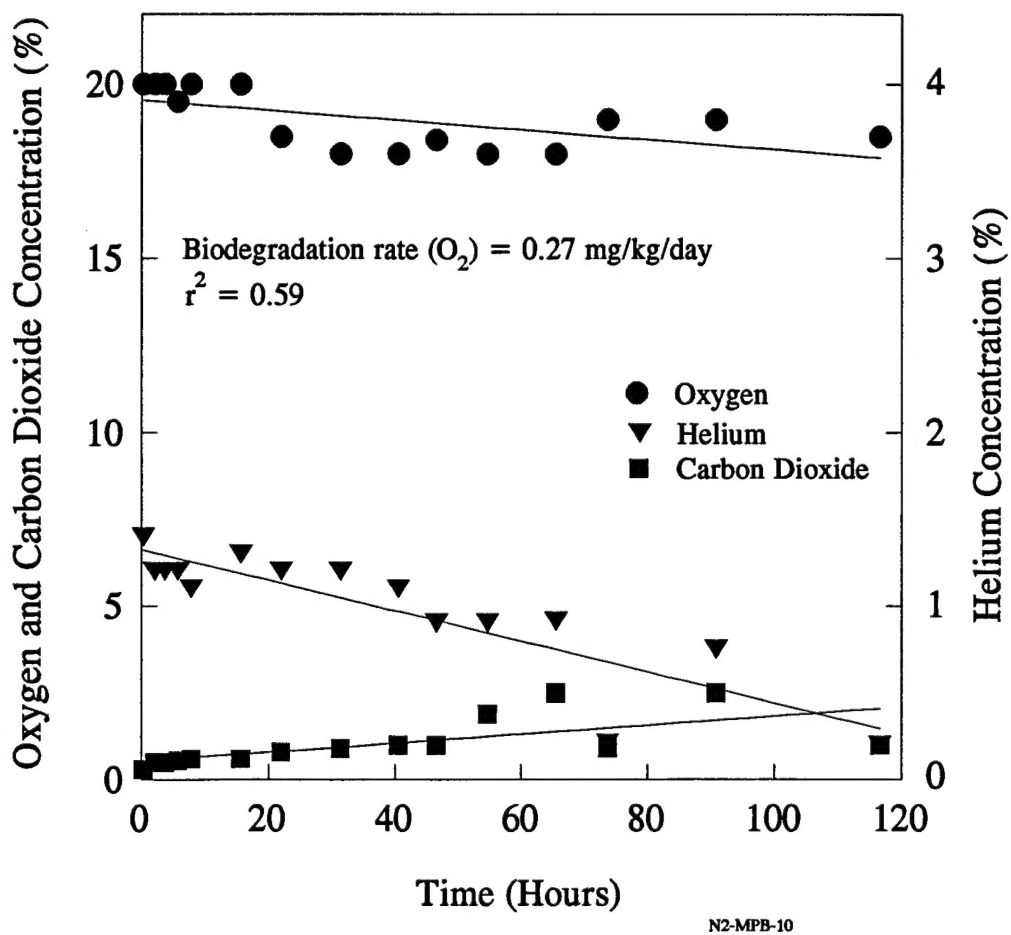 Oxygen and Carbon Dioxide Concentration (%)
20
15
10
5
0
Biodegradation rate (O₂) = 0.27 mg/kg/day
r² = 0.59
Oxygen
Helium
Carbon Dioxide
4
3
2
1
0
Helium Concentration (%)
0 20 40 60 80 100 120
Time (Hours)
N2-MPB-10